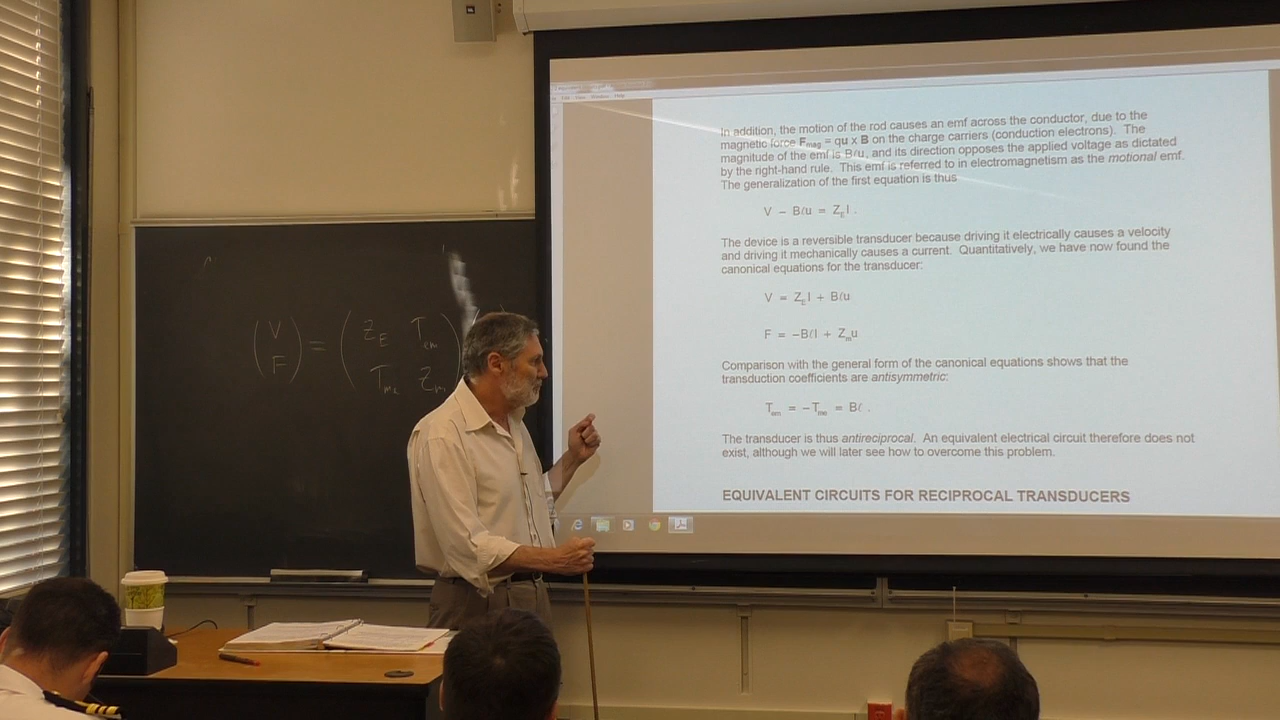 Edit View Window Help
In addition, the motion of the rod causes an emf across the conductor, due to the
magnetic force F_mag = qu x B on the charge carriers (conduction electrons). The
magnitude of the emf is Bℓu, and its direction opposes the applied voltage as dictated
by the right-hand rule. This emf is referred to in electromagnetism as the motional emf.
The generalization of the first equation is thus
V – Bℓu = Z_E I .
The device is a reversible transducer because driving it electrically causes a velocity
and driving it mechanically causes a current. Quantitatively, we have now found the
canonical equations for the transducer:
V = Z_E I + Bℓu
F = –BℓI + Z_m u
Comparison with the general form of the canonical equations shows that the
transduction coefficients are antisymmetric:
T_em = –T_me = Bℓ .
The transducer is thus antireciprocal. An equivalent electrical circuit therefore does not
exist, although we will later see how to overcome this problem.
EQUIVALENT CIRCUITS FOR RECIPROCAL TRANSDUCERS
(V F) = (Z_E T_em
T_me Z_m)